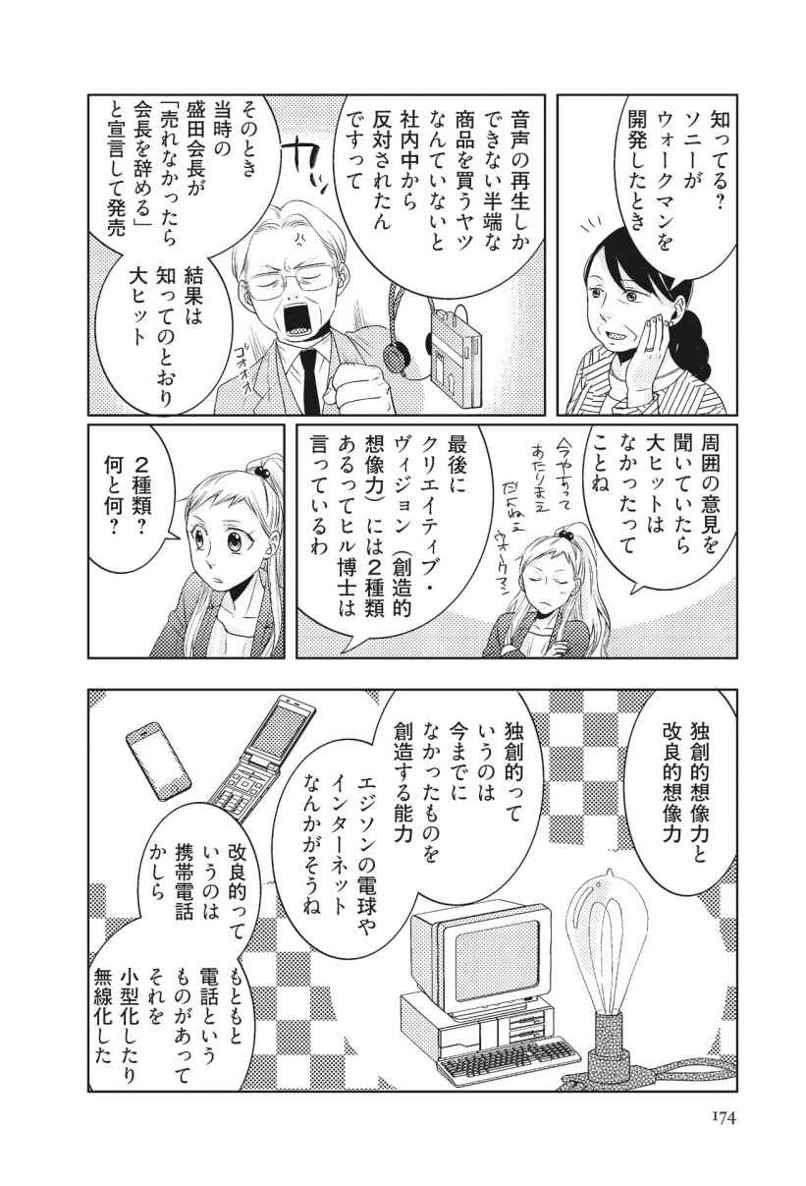 知ってる？
ソニーが
ウォークマンを
開発したとき
音声の再生しか
できない半端な
商品を買うヤツ
なんていないと
社内中から
反対されたん
ですって
ガッ
そのとき
当時の
盛田会長が
「売れなかったら
会長を辞める」
と宣言して発売
ゴオオオ
結果は
知ってのとおり
大ヒット
周囲の意見を
聞いていたら
大ヒットは
なかったって
ことね
今やもって
あたりまえ
だよねェ
ウォークマン
最後に
クリエイティブ・
ヴィジョン（創造的
想像力）には２種類
あるってヒル博士は
言っているわ
２種類？
何と何？
独創的想像力と
改良的想像力
独創的って
いうのは
今までに
なかったものを
創造する能力
エジソンの電球や
インターネット
なんかがそうね
改良的って
いうのは
携帯電話
かしら
もともと
電話という
ものがあって
それを
小型化したり
無線化した
174